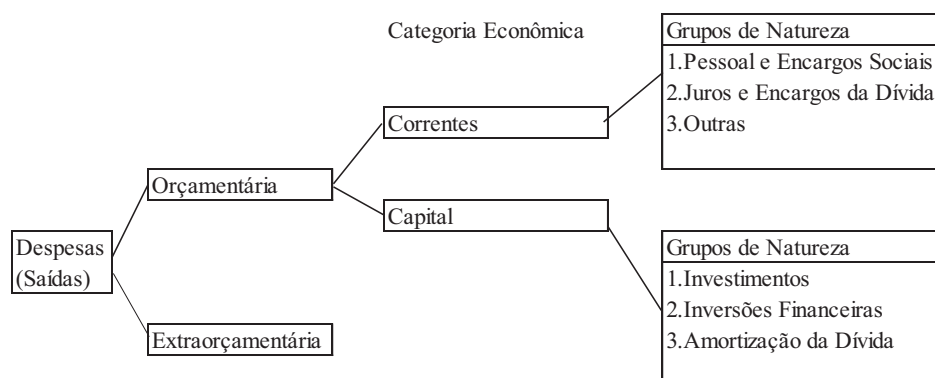 Categoria Econômica
Grupos de Natureza
1.Pessoal e Encargos Sociais
2.Juros e Encargos da Dívida
3.Outras
Correntes
Orçamentária
Capital
Despesas
(Saídas)
Grupos de Natureza
1.Investimentos
2.Inversões Financeiras
3.Amortização da Dívida
Extraorçamentária